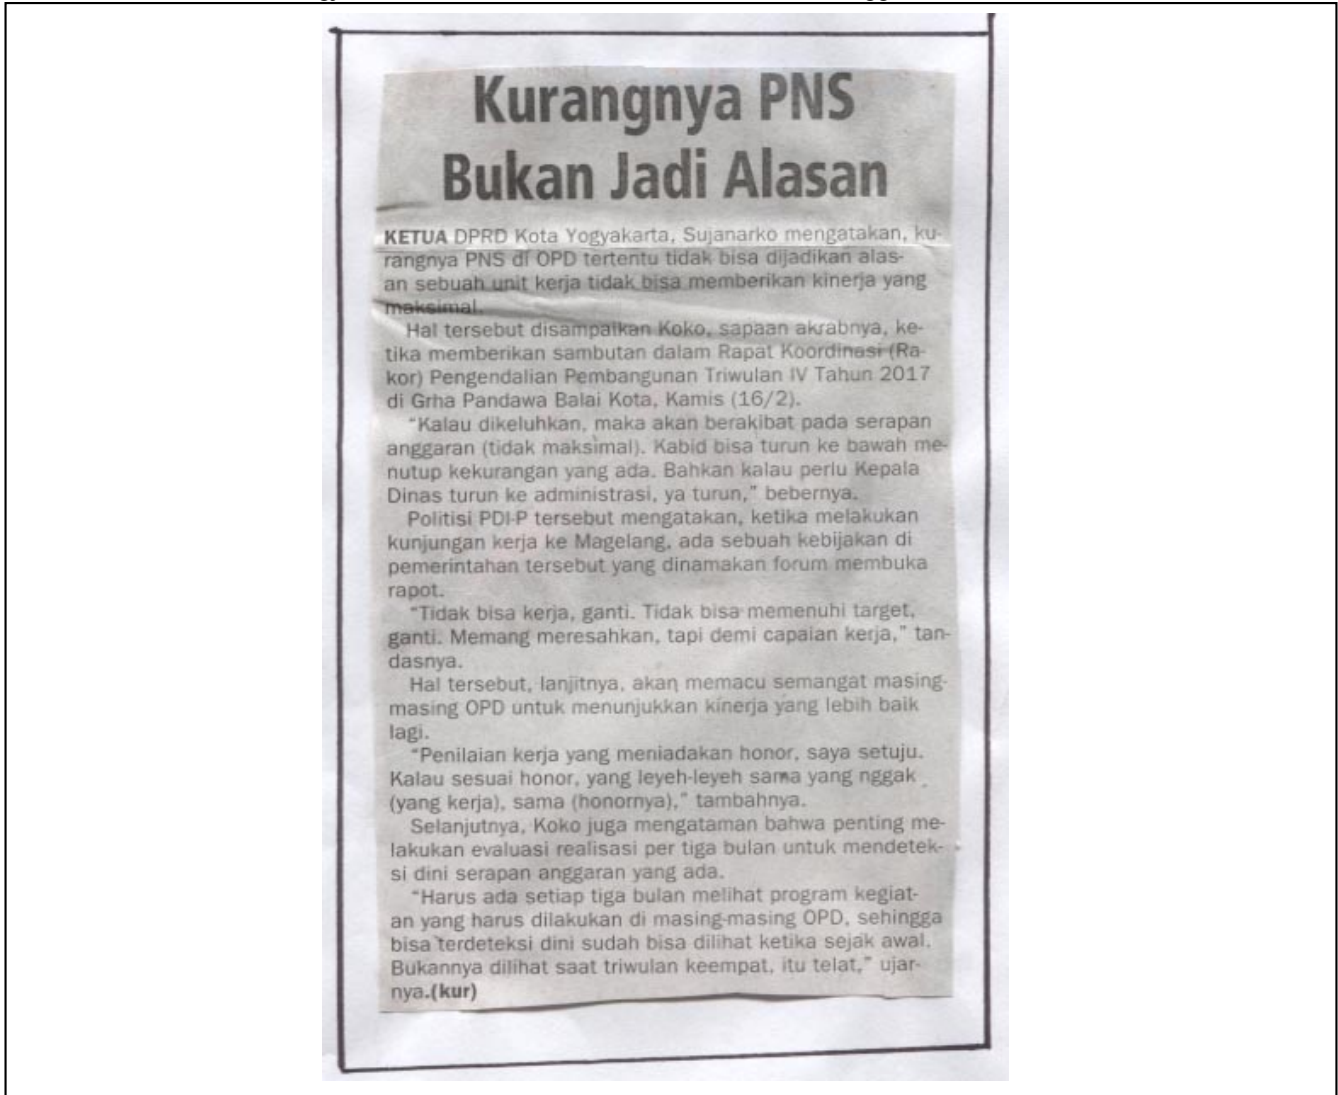 Kurangnya PNS
Bukan Jadi Alasan
KETUA DPRD Kota Yogyakarta, Sujanarko mengatakan, ku-
rangnya PNS di OPD tertentu tidak bisa dijadikan alas-
an sebuah unit kerja tidak bisa memberikan kinerja yang
maksimal.
Hal tersebut disampaikan Koko, sapaan akrabnya, ke-
tika memberikan sambutan dalam Rapat Koordinasi (Ra-
kor) Pengendalian Pembangunan Triwulan IV Tahun 2017
di Grha Pandawa Balai Kota, Kamis (16/2).
"Kalau dikeluhkan, maka akan berakibat pada serapan
anggaran (tidak maksimal). Kabid bisa turun ke bawah me-
nutup kekurangan yang ada. Bahkan kalau perlu Kepala
Dinas turun ke administrasi, ya turun," bebernya.
Politisi PDI-P tersebut mengatakan, ketika melakukan
kunjungan kerja ke Magelang, ada sebuah kebijakan di
pemerintahan tersebut yang dinamakan forum membuka
rapot.
"Tidak bisa kerja, ganti. Tidak bisa memenuhi target,
ganti. Memang meresahkan, tapi demi capaian kerja," tan-
dasnya.
Hal tersebut, lanjitnya, akan memacu semangat masing-
masing OPD untuk menunjukkan kinerja yang lebih baik
lagi.
"Penilaian kerja yang meniadakan honor, saya setuju.
Kalau sesuai honor, yang leyeh-leyeh sama yang nggak
(yang kerja), sama (honornya)," tambahnya.
Selanjutnya, Koko juga mengataman bahwa penting me-
lakukan evaluasi realisasi per tiga bulan untuk mendetek-
si dini serapan anggaran yang ada.
"Harus ada setiap tiga bulan melihat program kegiat-
an yang harus dilakukan di masing-masing OPD, sehingga
bisa terdeteksi dini sudah bisa dilihat ketika sejak awal.
Bukannya dilihat saat triwulan keempat, itu telat," ujar-
nya.(kur)